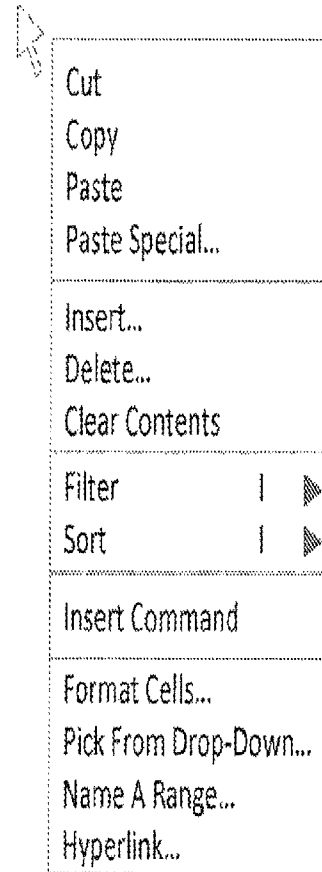 Cut
Copy
Paste
Paste Special...
Insert...
Delete...
Clear Contents
Filter
Sort
Insert Command
Format Cells...
Pick From Drop-Down...
Name A Range...
Hyperlink...